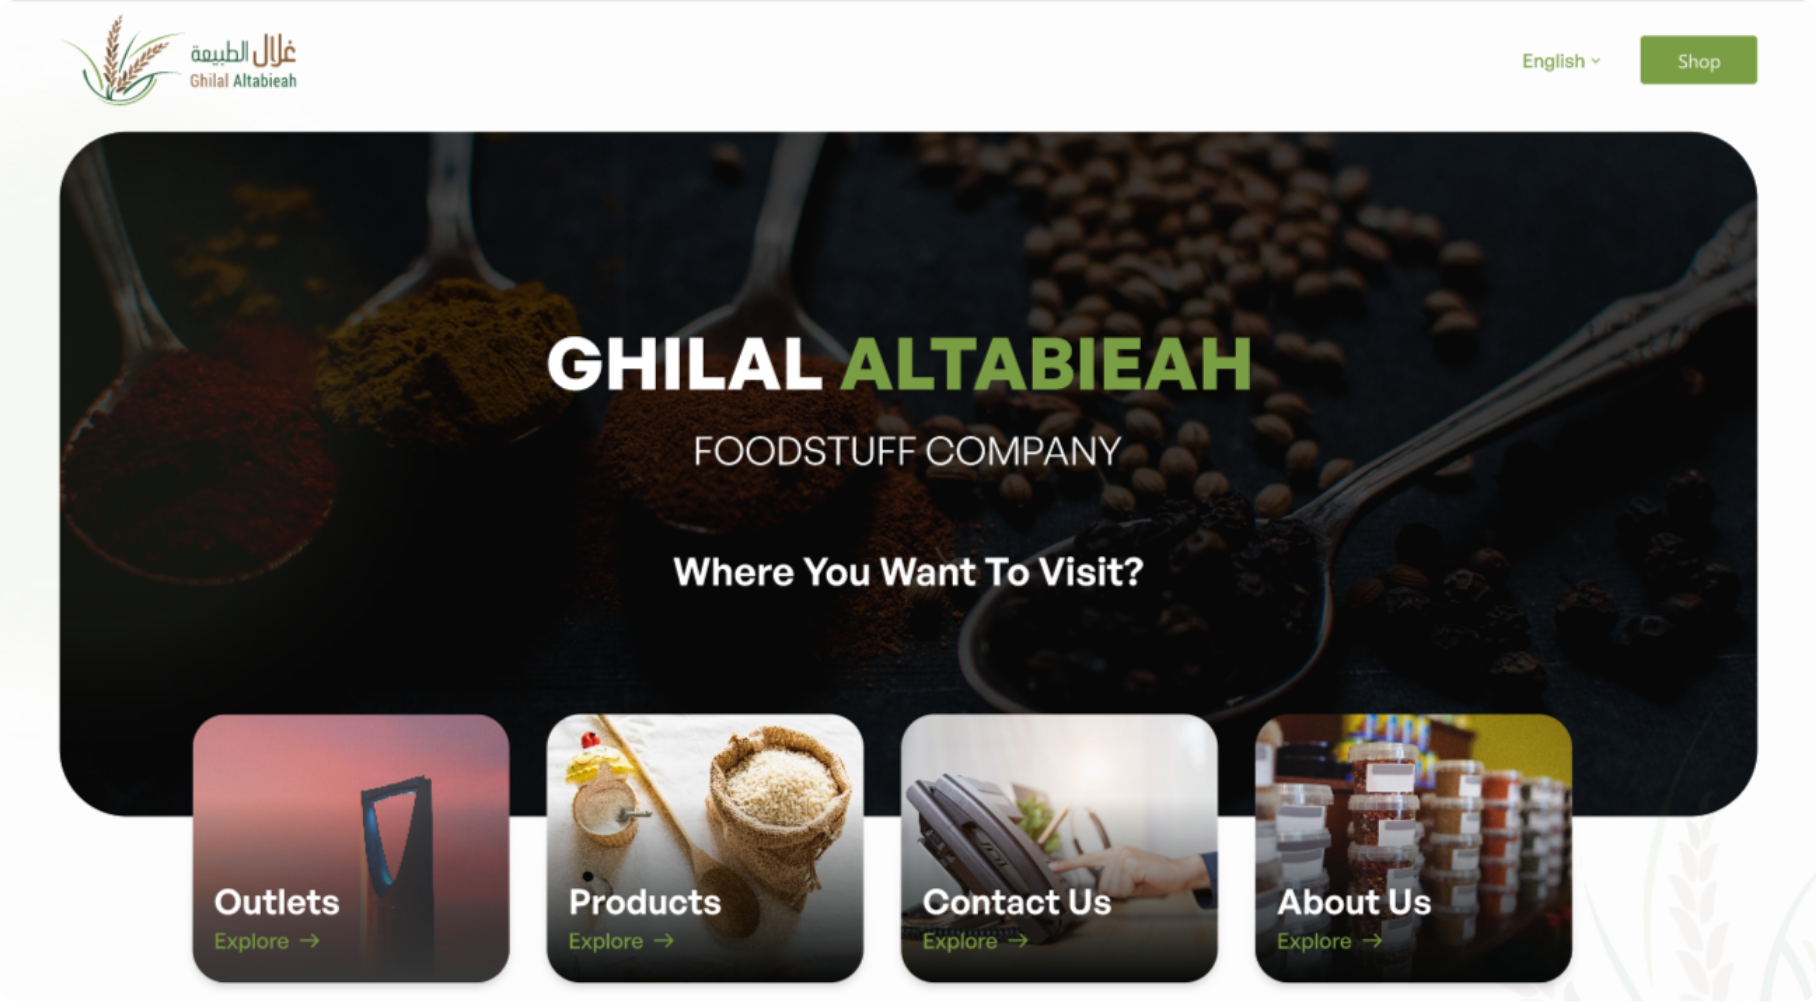 غلال الطبيعة
Ghilal Altabieah
English
Shop
GHILAL ALTABIEAH
FOODSTUFF COMPANY
Where You Want To Visit?
Outlets
Explore →
Products
Explore →
Contact Us
Explore →
About Us
Explore →